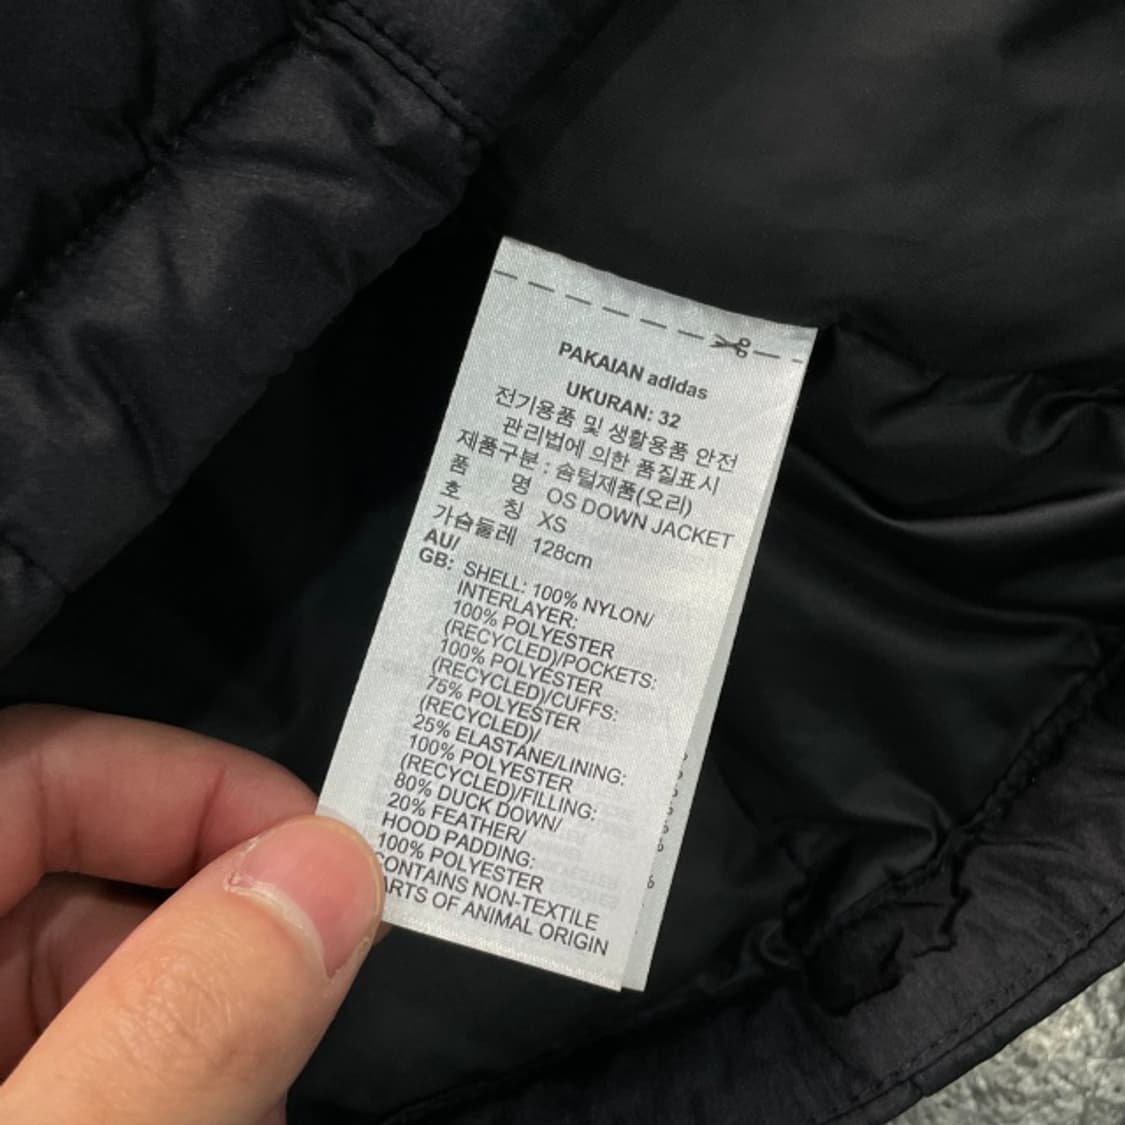 PAKAIAN adidas
UKURAN: 32
전기용품 및 생활용품 안전
관리법에 의한 품질표시
제품구분 : 솜털제품(오리)
품 명 OS DOWN JACKET
호 칭 XS
가슴둘레 128cm
AU/
GB: SHELL: 100% NYLON/
INTERLAYER:
100% POLYESTER
(RECYCLED)/POCKETS:
100% POLYESTER
(RECYCLED)/CUFFS:
75% POLYESTER
(RECYCLED)/
25% ELASTANE/LINING:
100% POLYESTER
(RECYCLED)/FILLING:
80% DUCK DOWN/
20% FEATHER/
HOOD PADDING:
100% POLYESTER
CONTAINS NON-TEXTILE
ARTS OF ANIMAL ORIGIN